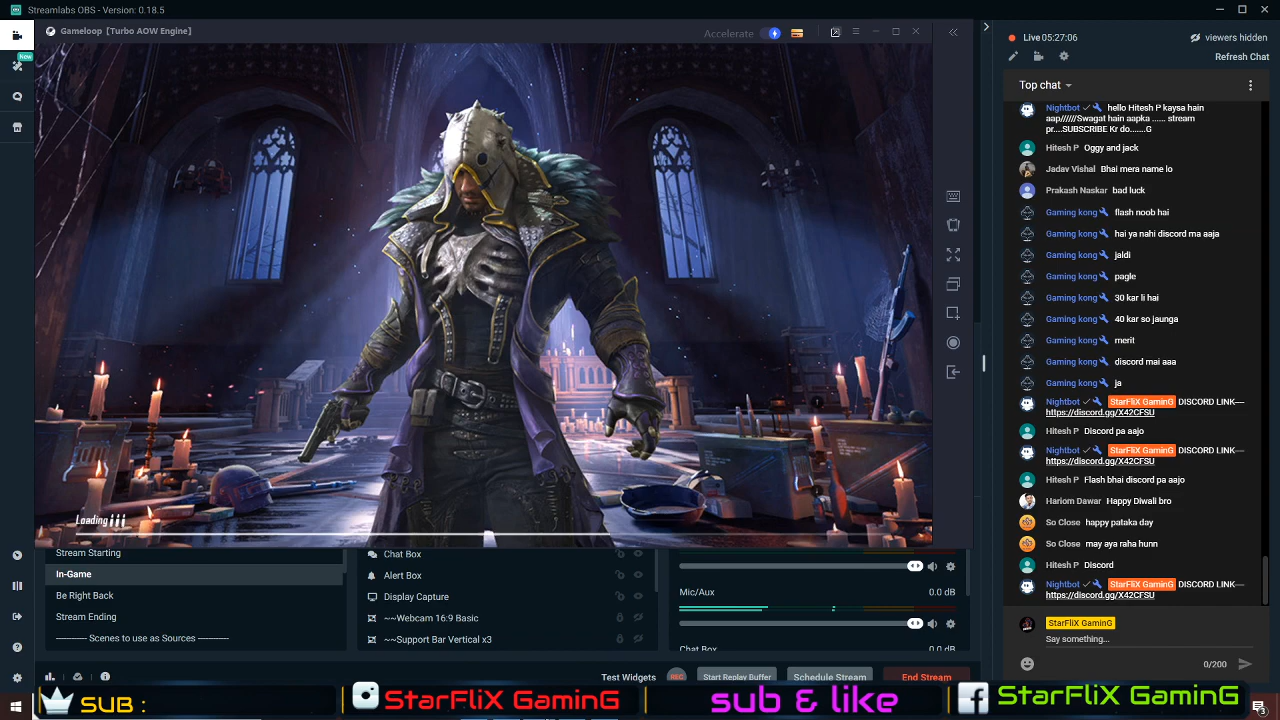 Streamlabs OBS - Version: 0.18.5
New
Gameloop [Turbo AOW Engine]
Accelerate
Loading
Live 05:27:06
viewers hidden
Refresh Chat
Top chat
Nightbot hello Hitesh P kaysa hain
aap//////Swagat hain aapka ...... stream
pr....SUBSCRIBE Kr do.......G
Hitesh P Oggy and jack
Jadav Vishal Bhai mera name lo
Prakash Naskar bad luck
Gaming kong flash noob hai
Gaming kong hai ya nahi discord ma aaja
Gaming kong jaldi
Gaming kong pagle
Gaming kong 30 kar li hai
Gaming kong 40 kar so jaunga
Gaming kong merit
Gaming kong discord mai aaa
Gaming kong ja
Nightbot StarFliX GaminG DISCORD LINK—
https://discord.gg/X42CFSU
Hitesh P Discord pa aajo
Nightbot StarFliX GaminG DISCORD LINK—
https://discord.gg/X42CFSU
Hitesh P Flash bhai discord pa aajo
Hariom Dawar Happy Diwali bro
So Close happy pataka day
So Close may aya raha hunn
Hitesh P Discord
Nightbot StarFliX GaminG DISCORD LINK—
https://discord.gg/X42CFSU
StarFliX GaminG
Say something...
0/200
Stream Starting
In-Game
Be Right Back
Stream Ending
------------- Scenes to use as Sources -------------
Chat Box
Alert Box
Display Capture
~~Webcam 16:9 Basic
~~Support Bar Vertical x3
Mic/Aux
0.0 dB
Chat Box
0.0 dB
Test Widgets
REC
Start Replay Buffer
Schedule Stream
End Stream
SUB :
StarFliX GaminG
sub & like
StarFliX GaminG